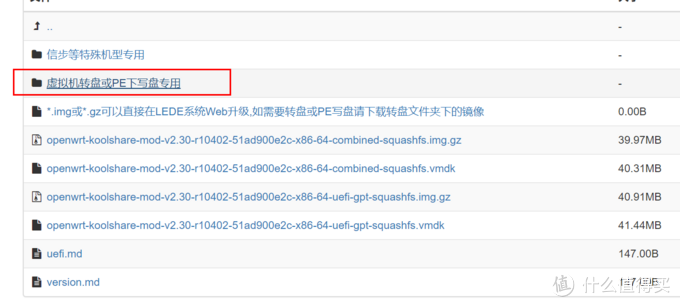 ..
-
信步等特殊机型专用
-
虚拟机转盘或PE下写盘专用
-
*.img或*.gz可以直接在LEDE系统Web升级,如需要转盘或PE写盘请下载转盘文件夹下的镜像
0.00B
openwrt-koolshare-mod-v2.30-r10402-51ad900e2c-x86-64-combined-squashfs.img.gz
39.97MB
openwrt-koolshare-mod-v2.30-r10402-51ad900e2c-x86-64-combined-squashfs.vmdk
40.31MB
openwrt-koolshare-mod-v2.30-r10402-51ad900e2c-x86-64-uefi-gpt-squashfs.img.gz
40.91MB
openwrt-koolshare-mod-v2.30-r10402-51ad900e2c-x86-64-uefi-gpt-squashfs.vmdk
41.44MB
uefi.md
147.00B
version.md
值 什么值得买